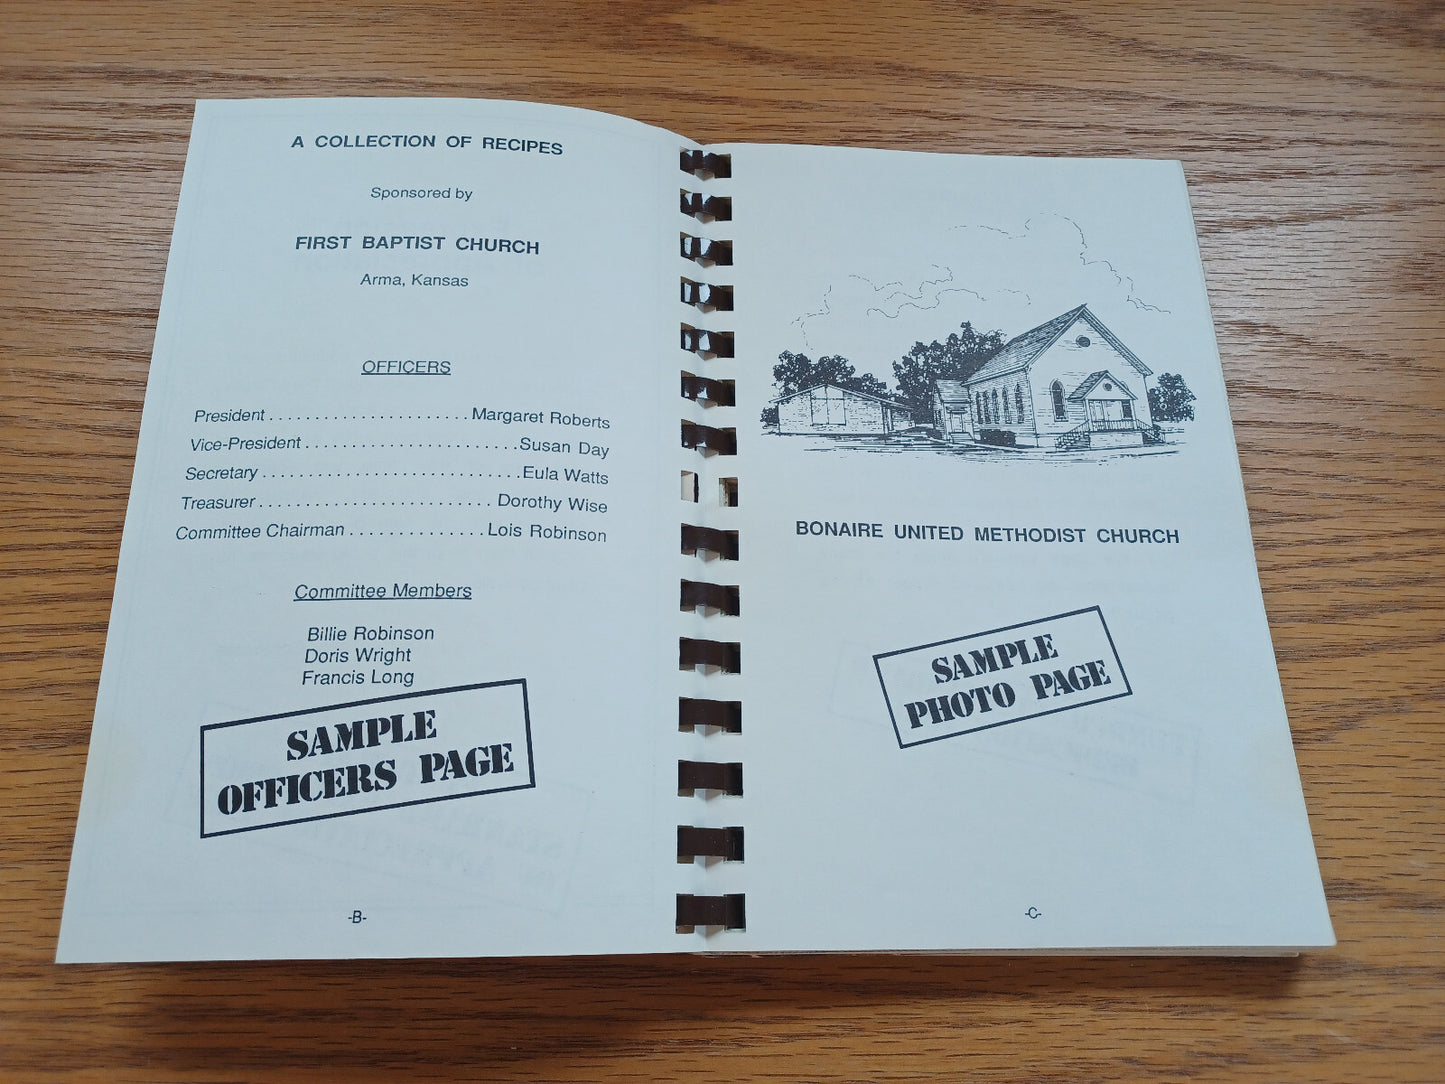 A COLLECTION OF RECIPES
Sponsored by
FIRST BAPTIST CHURCH
Arma, Kansas
OFFICERS
President . . . . . . . . . . . . . . . . . . . . . . Margaret Roberts
Vice-President . . . . . . . . . . . . . . . . . . . . . . . Susan Day
Secretary . . . . . . . . . . . . . . . . . . . . . . . . . . . . Eula Watts
Treasurer . . . . . . . . . . . . . . . . . . . . . . . . . Dorothy Wise
Committee Chairman . . . . . . . . . . . . . . . Lois Robinson
Committee Members
Billie Robinson
Doris Wright
Francis Long
SAMPLE
OFFICERS PAGE
-B-
BONAIRE UNITED METHODIST CHURCH
SAMPLE
PHOTO PAGE
-C-